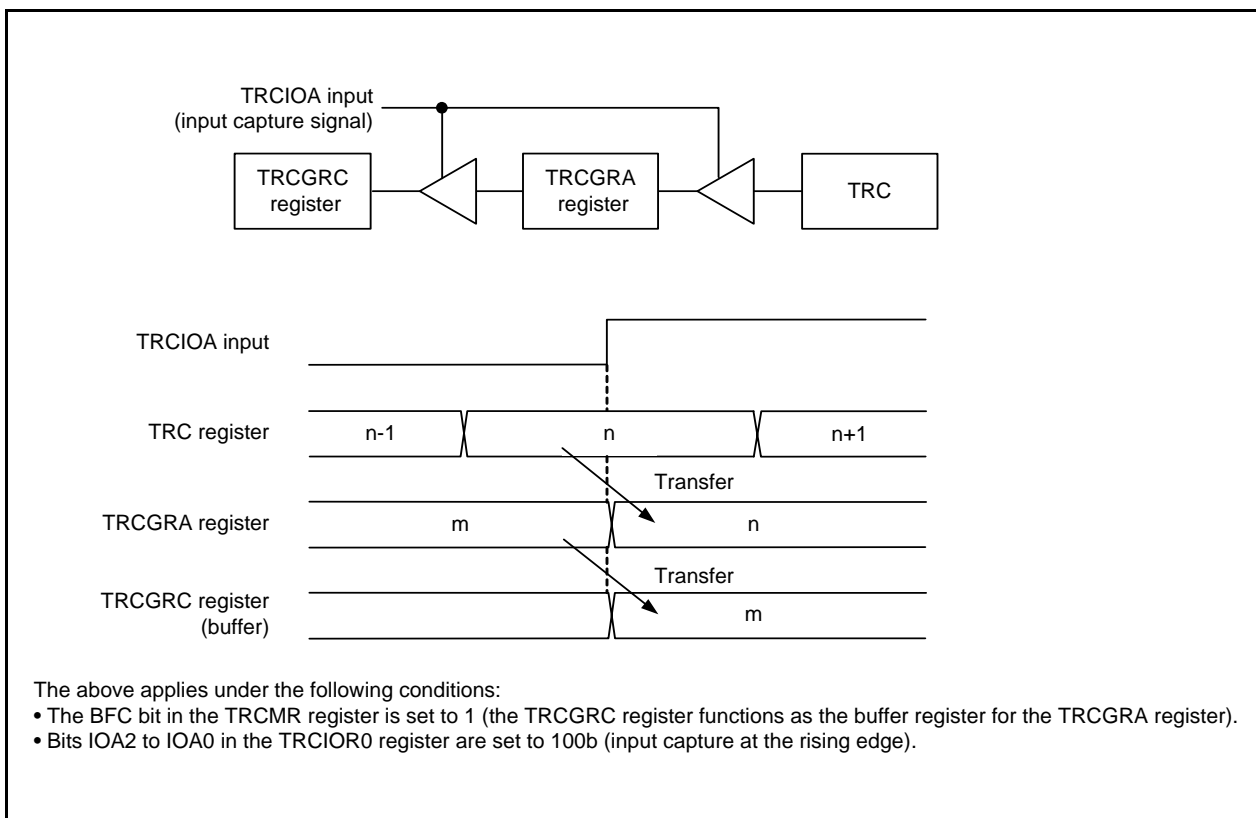 TRCIOA input
(input capture signal)
TRCGRC
register
TRCGRA
register
TRC
TRCIOA input
TRC register
n-1
n
n+1
Transfer
TRCGRA register
m
n
Transfer
TRCGRC register
(buffer)
m
The above applies under the following conditions:
• The BFC bit in the TRCMR register is set to 1 (the TRCGRC register functions as the buffer register for the TRCGRA register).
• Bits IOA2 to IOA0 in the TRCIOR0 register are set to 100b (input capture at the rising edge).